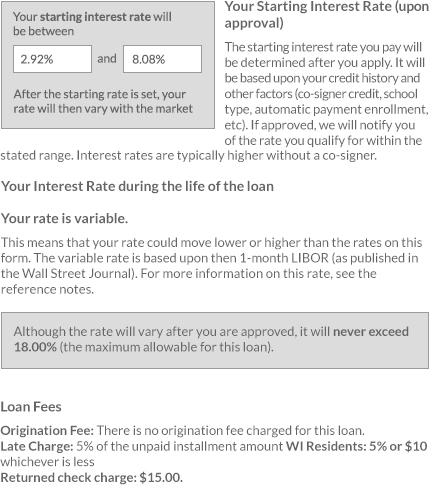 Your starting interest rate will
be between
2.92% and 8.08%
After the starting rate is set, your
rate will then vary with the market
Your Starting Interest Rate (upon
approval)
The starting interest rate you pay will
be determined after you apply. It will
be based upon your credit history and
other factors (co-signer credit, school
type, automatic payment enrollment,
etc). If approved, we will notify you
of the rate you qualify for within the
stated range. Interest rates are typically higher without a co-signer.
Your Interest Rate during the life of the loan
Your rate is variable.
This means that your rate could move lower or higher than the rates on this
form. The variable rate is based upon then 1-month LIBOR (as published in
the Wall Street Journal). For more information on this rate, see the
reference notes.
Although the rate will vary after you are approved, it will never exceed
18.00% (the maximum allowable for this loan).
Loan Fees
Origination Fee: There is no origination fee charged for this loan.
Late Charge: 5% of the unpaid installment amount WI Residents: 5% or $10
whichever is less
Returned check charge: $15.00.